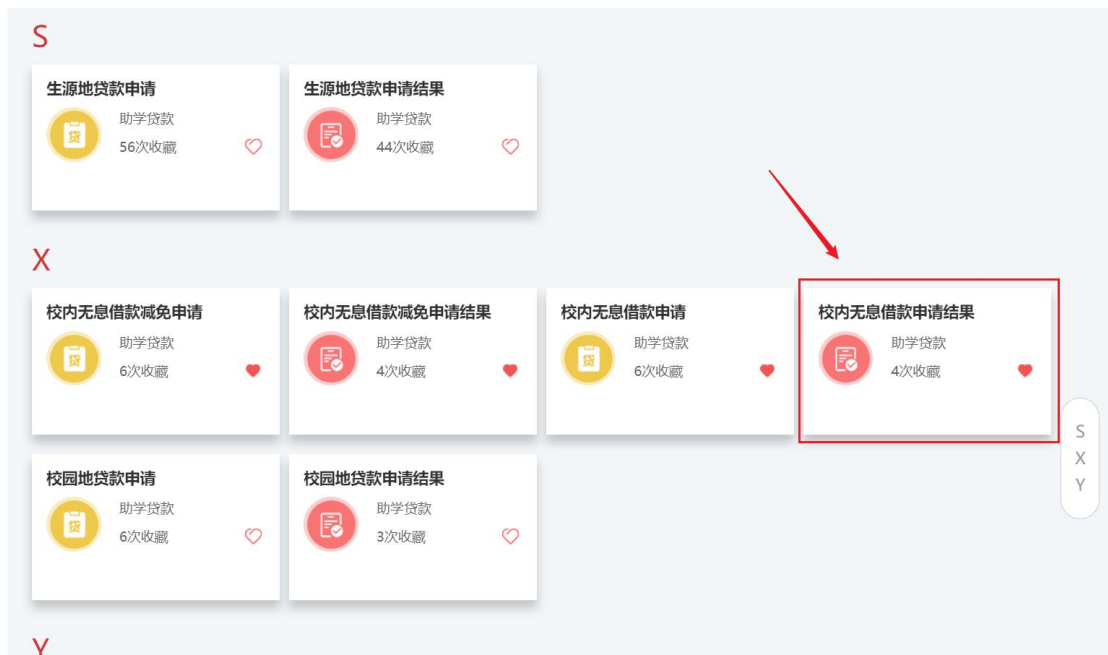 S
生源地贷款申请
贷
助学贷款
56次收藏
生源地贷款申请结果
助学贷款
44次收藏
X
校内无息借款减免申请
贷
助学贷款
6次收藏
校内无息借款减免申请结果
助学贷款
4次收藏
校内无息借款申请
贷
助学贷款
6次收藏
校内无息借款申请结果
助学贷款
4次收藏
校园地贷款申请
贷
助学贷款
6次收藏
校园地贷款申请结果
助学贷款
3次收藏
S
X
Y
Y